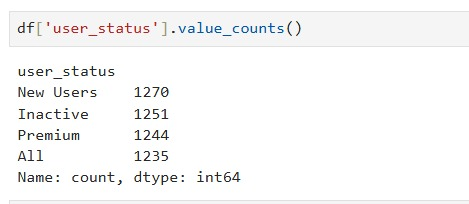 df['user_status'].value_counts()
user_status
New Users    1270
Inactive     1251
Premium      1244
All          1235
Name: count, dtype: int64